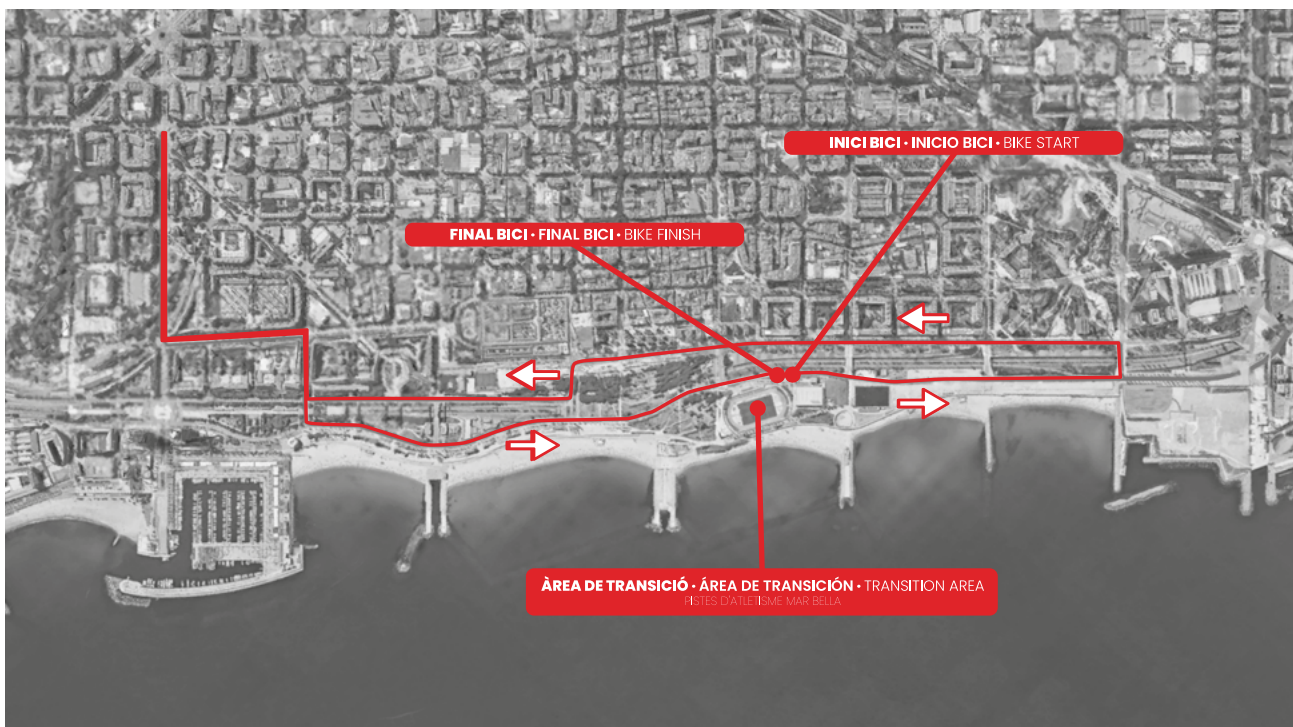 INICI BICI · INICIO BICI · BIKE START
FINAL BICI · FINAL BICI · BIKE FINISH
ÀREA DE TRANSICIÓ · ÁREA DE TRANSICIÓN · TRANSITION AREA
PISTES D'ATLETISME MAR BELLA